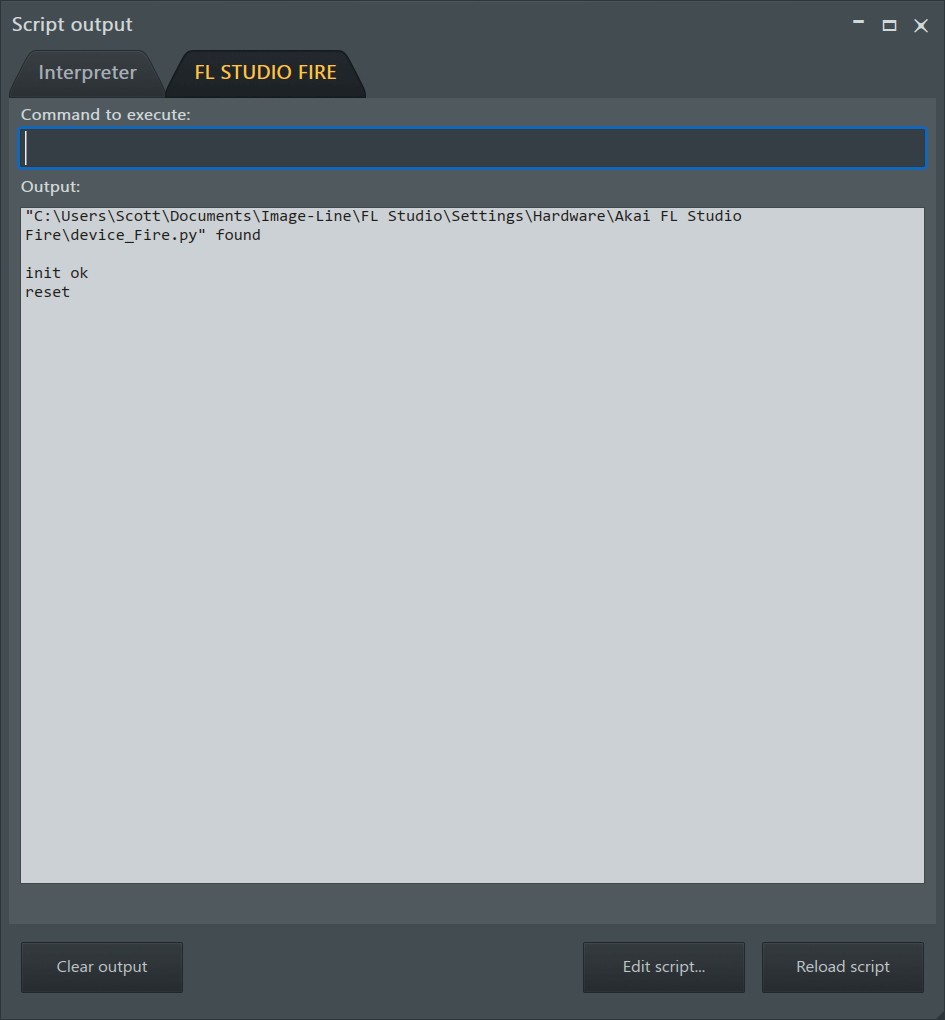 Script output
Interpreter
FL STUDIO FIRE
Command to execute:
Output:
"C:\Users\Scott\Documents\Image-Line\FL Studio\Settings\Hardware\Akai FL Studio
Fire\device_Fire.py" found
init ok
reset
Clear output
Edit script...
Reload script